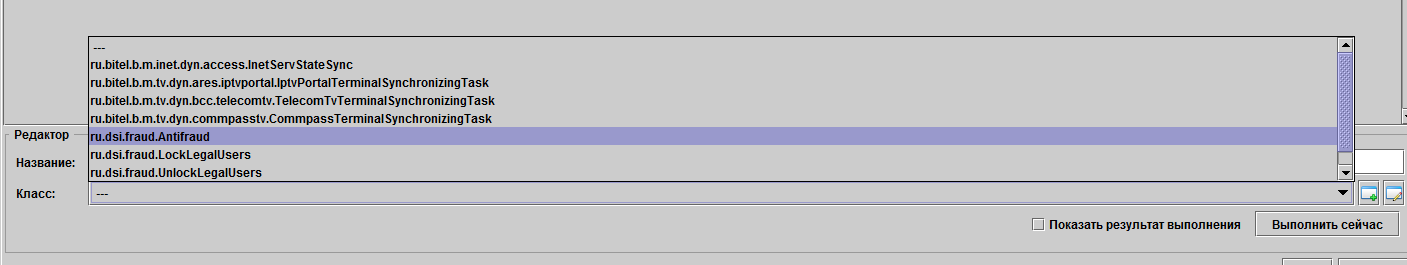 ---
ru.bitel.b.m.inet.dyn.access.InetServStateSync
ru.bitel.b.m.tv.dyn.ares.iptvportal.IptvPortalTerminalSynchronizingTask
ru.bitel.b.m.tv.dyn.bcc.telecomtv.TelecomTvTerminalSynchronizingTask
ru.bitel.b.m.tv.dyn.commpasstv.CommpassTerminalSynchronizingTask
ru.dsi.fraud.Antifraud
ru.dsi.fraud.LockLegalUsers
ru.dsi.fraud.UnlockLegalUsers
Редактор
Название:
Класс:
---
Показать результат выполнения
Выполнить сейчас